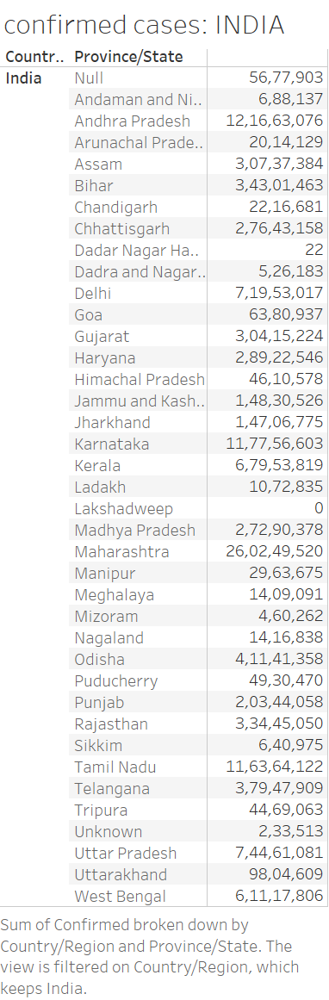 confirmed cases: INDIA
Countr.. Province/State
India Null 56,77,903
Andaman and Ni.. 6,88,137
Andhra Pradesh 12,16,63,076
Arunachal Prade.. 20,14,129
Assam 3,07,37,384
Bihar 3,43,01,463
Chandigarh 22,16,681
Chhattisgarh 2,76,43,158
Dadar Nagar Ha.. 22
Dadra and Nagar.. 5,26,183
Delhi 7,19,53,017
Goa 63,80,937
Gujarat 3,04,15,224
Haryana 2,89,22,546
Himachal Pradesh 46,10,578
Jammu and Kash.. 1,48,30,526
Jharkhand 1,47,06,775
Karnataka 11,77,56,603
Kerala 6,79,53,819
Ladakh 10,72,835
Lakshadweep 0
Madhya Pradesh 2,72,90,378
Maharashtra 26,02,49,520
Manipur 29,63,675
Meghalaya 14,09,091
Mizoram 4,60,262
Nagaland 14,16,838
Odisha 4,11,41,358
Puducherry 49,30,470
Punjab 2,03,44,058
Rajasthan 3,34,45,050
Sikkim 6,40,975
Tamil Nadu 11,63,64,122
Telangana 3,79,47,909
Tripura 44,69,063
Unknown 2,33,513
Uttar Pradesh 7,44,61,081
Uttarakhand 98,04,609
West Bengal 6,11,17,806
Sum of Confirmed broken down by
Country/Region and Province/State. The
view is filtered on Country/Region, which
keeps India.